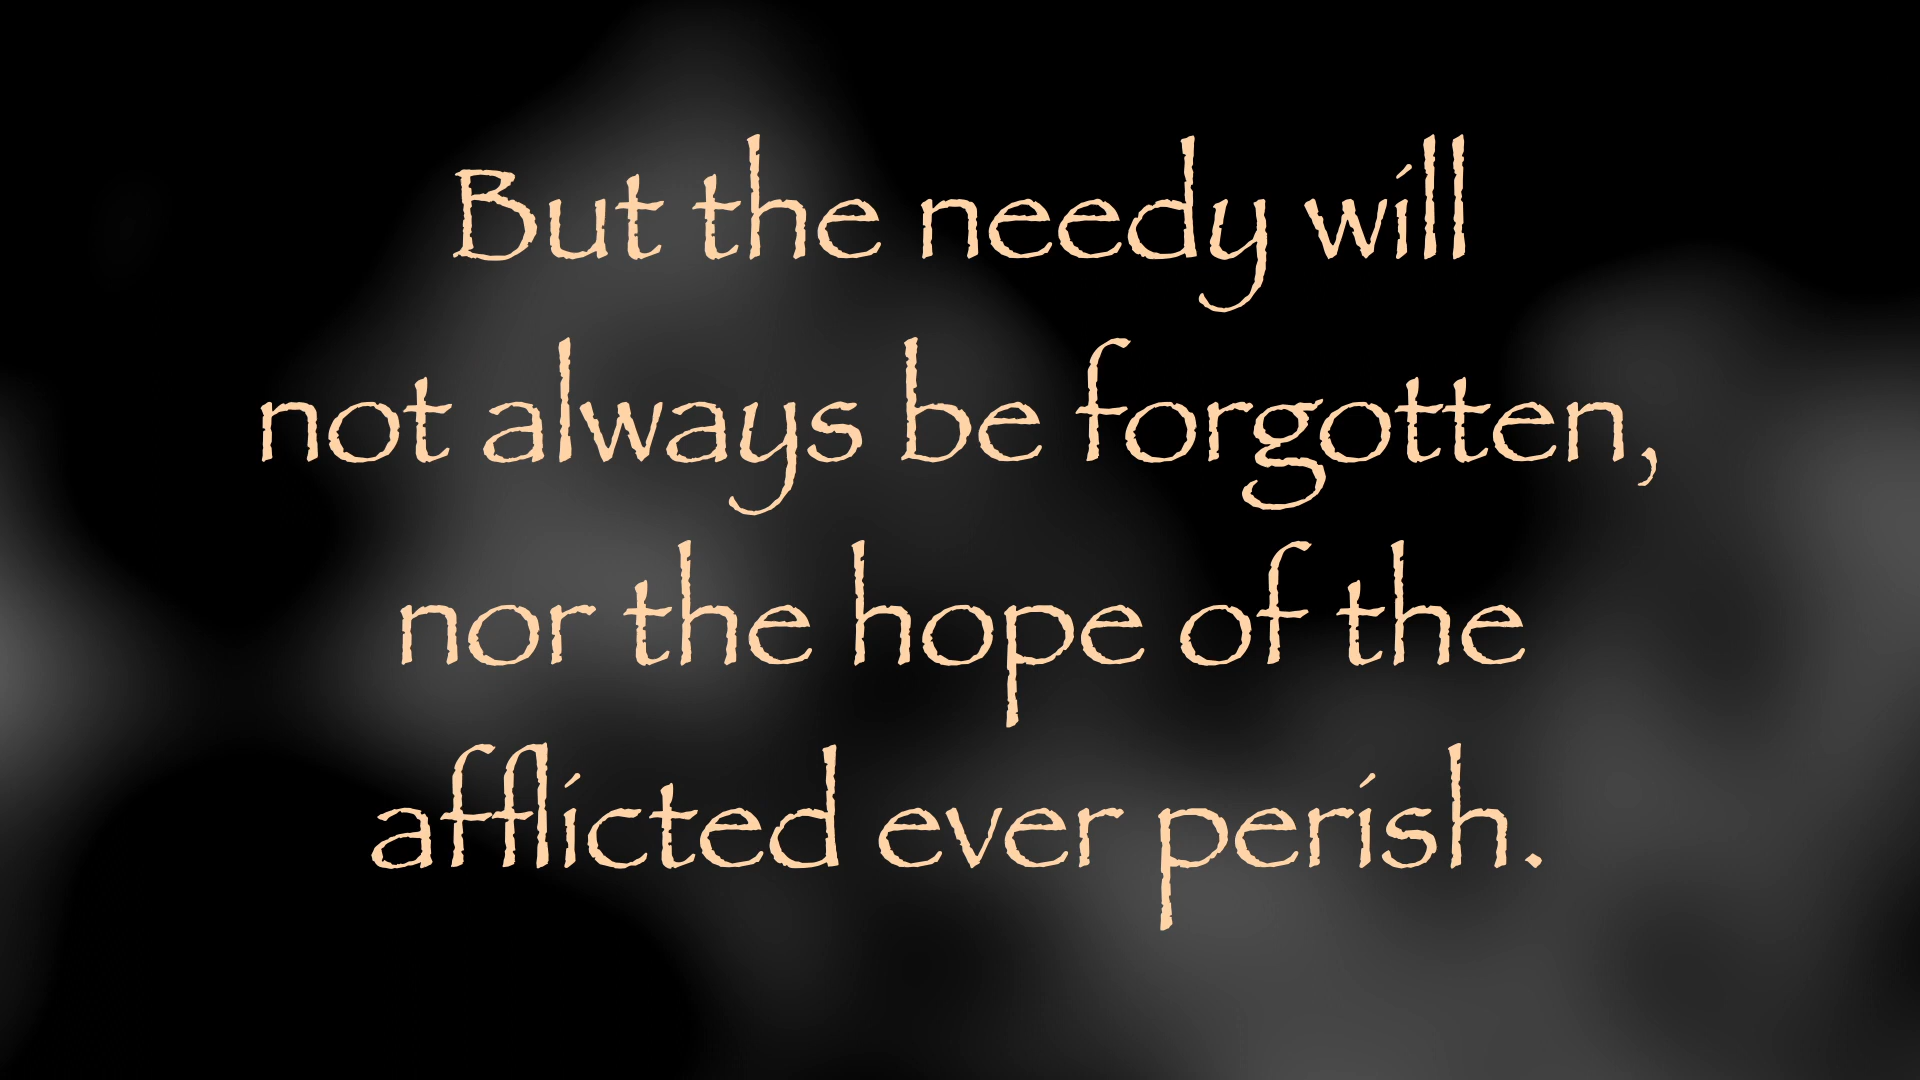 But the needy will
not always be forgotten,
nor the hope of the
afflicted ever perish.